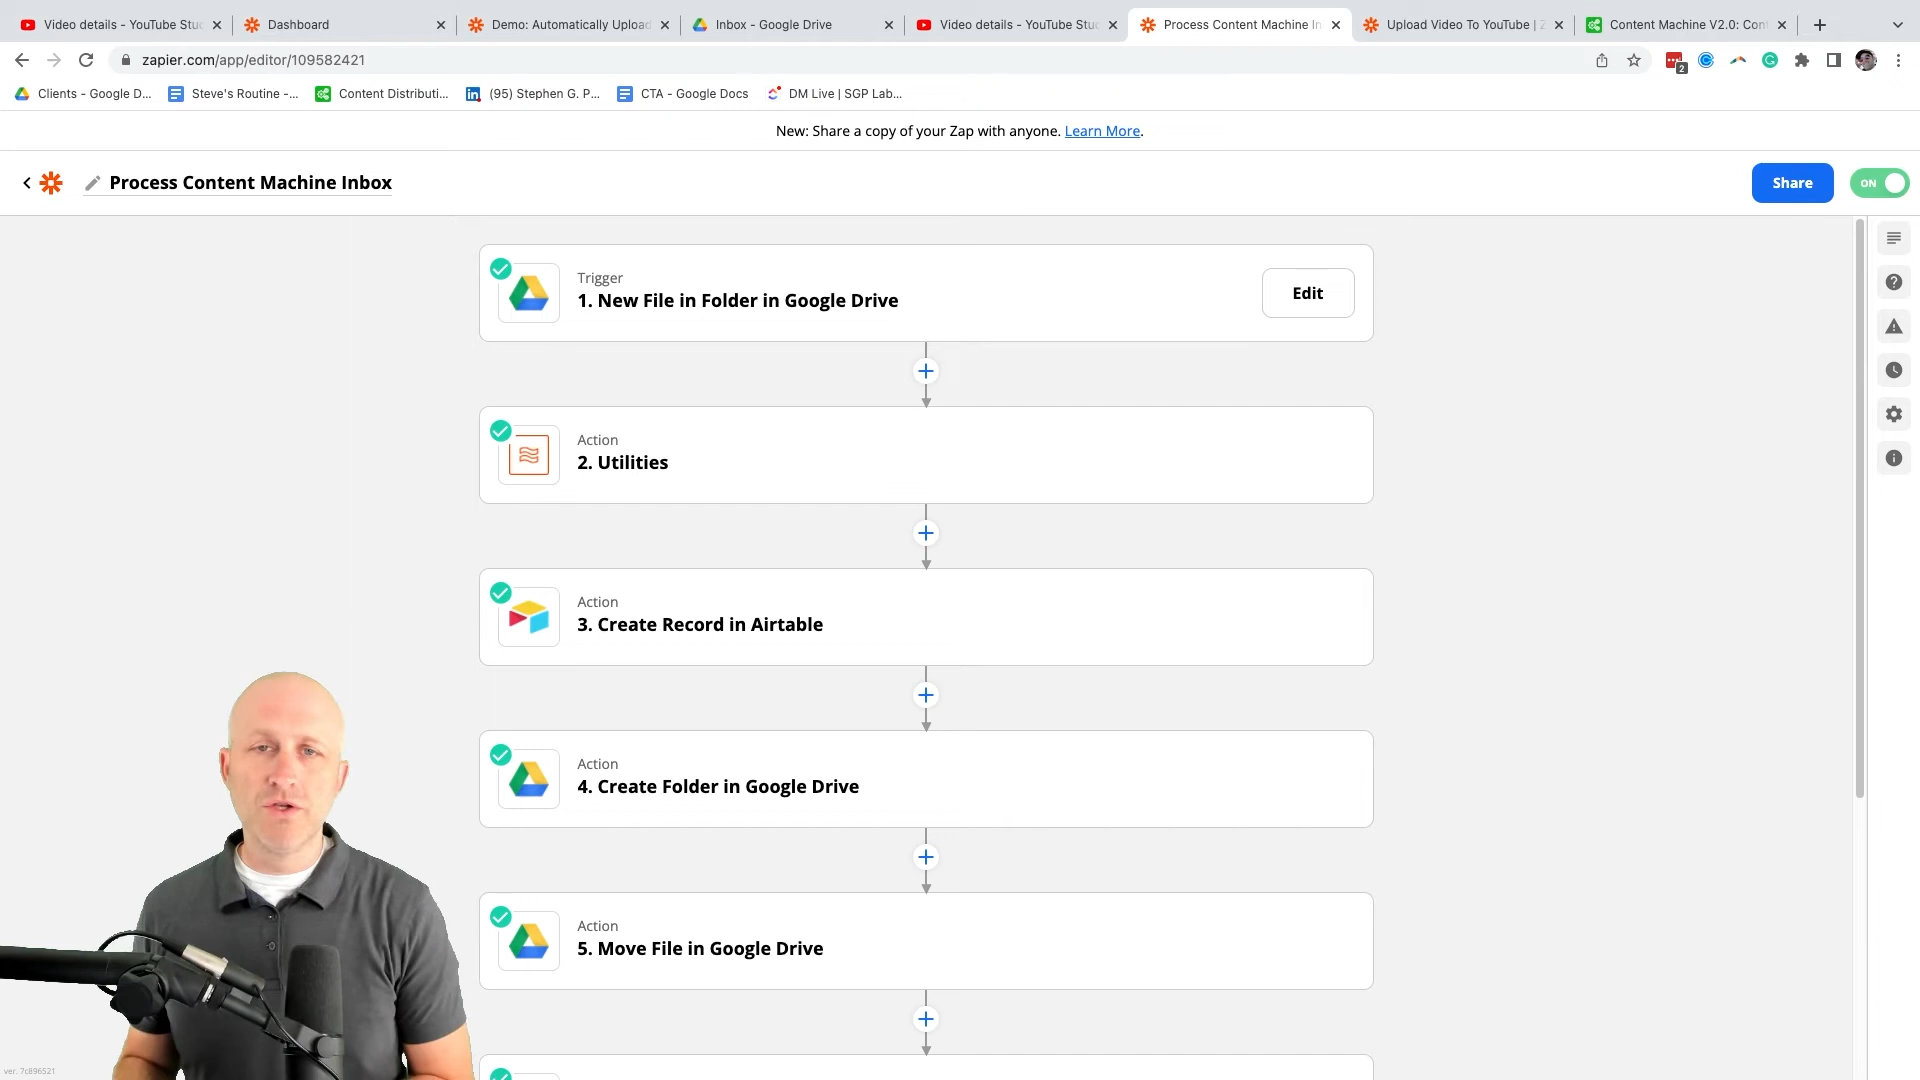 Video details - YouTube Stu
Dashboard
Demo: Automatically Upload
Inbox - Google Drive
Video details - YouTube Stu
Process Content Machine In
Upload Video To YouTube | Z
Content Machine V2.0: Con
zapier.com/app/editor/109582421
2
Clients - Google D...
Steve's Routine -...
Content Distributi...
(95) Stephen G. P...
CTA - Google Docs
DM Live | SGP Lab...
New: Share a copy of your Zap with anyone. Learn More.
Process Content Machine Inbox
Share
ON
Trigger
1. New File in Folder in Google Drive
Edit
Action
2. Utilities
Action
3. Create Record in Airtable
Action
4. Create Folder in Google Drive
Action
5. Move File in Google Drive
ver. 7c896521